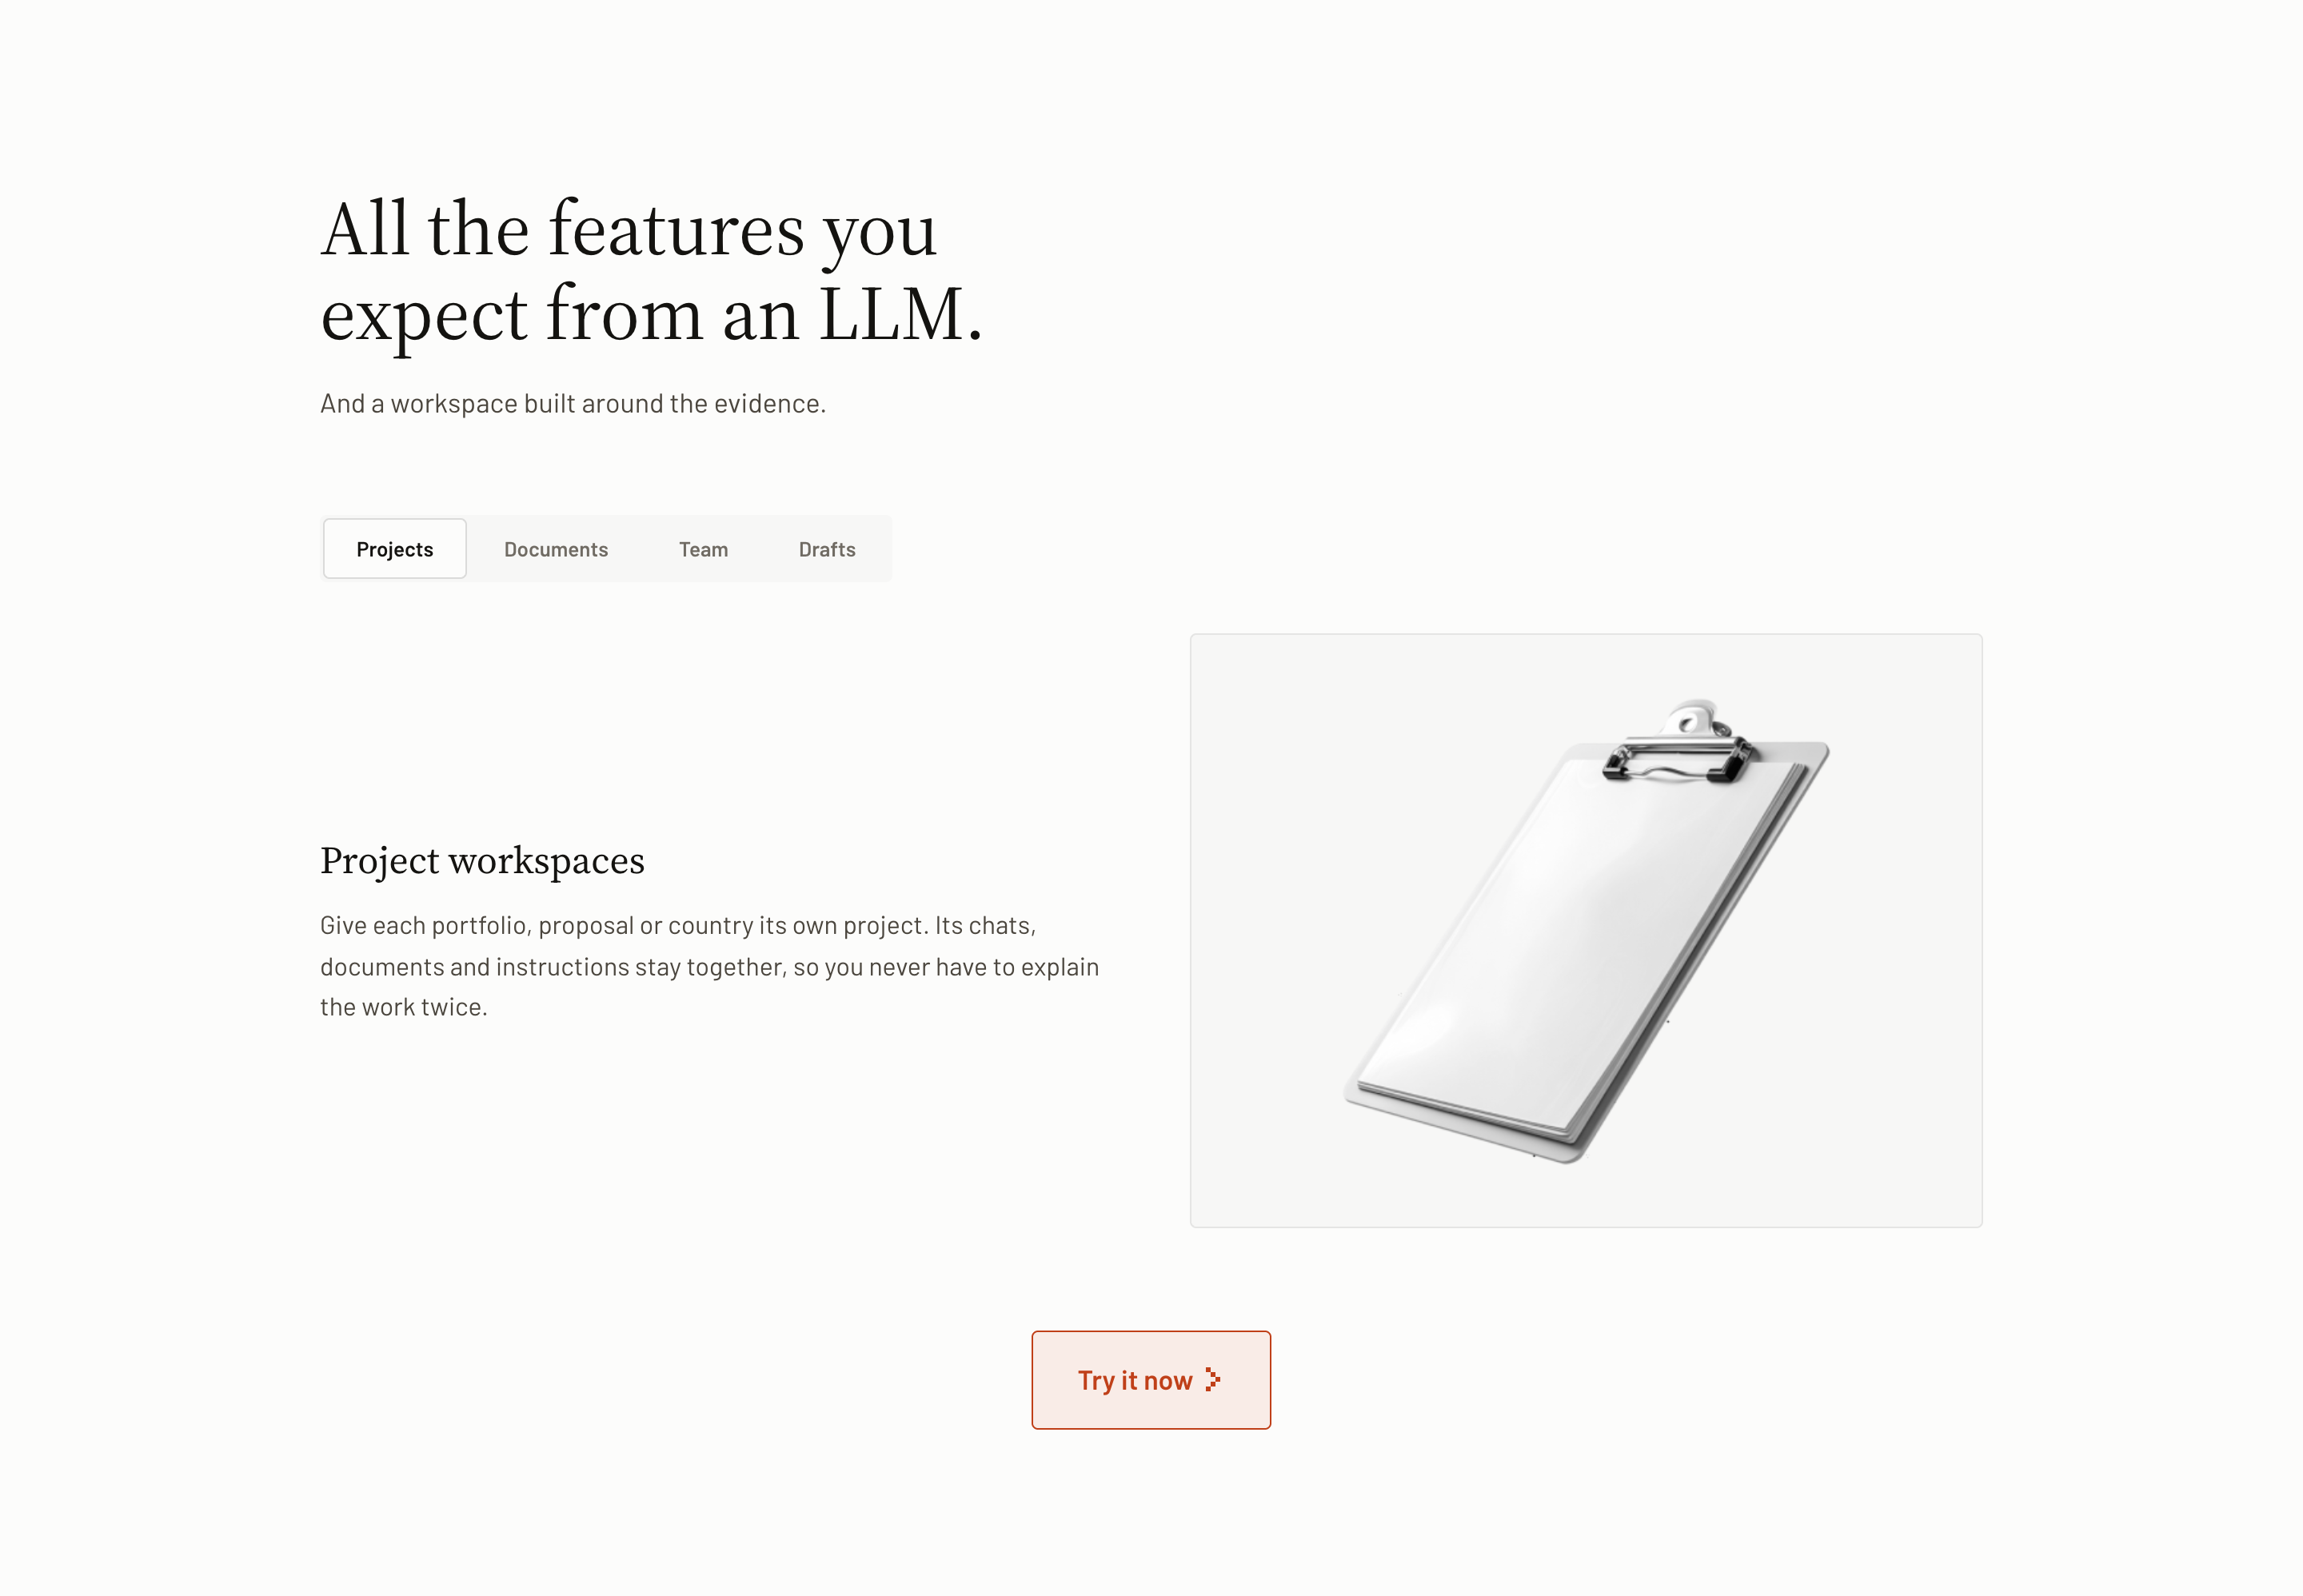 All the features you
expect from an LLM.
And a workspace built around the evidence.
Projects
Documents
Team
Drafts
Project workspaces
Give each portfolio, proposal or country its own project. Its chats,
documents and instructions stay together, so you never have to explain
the work twice.
Try it now